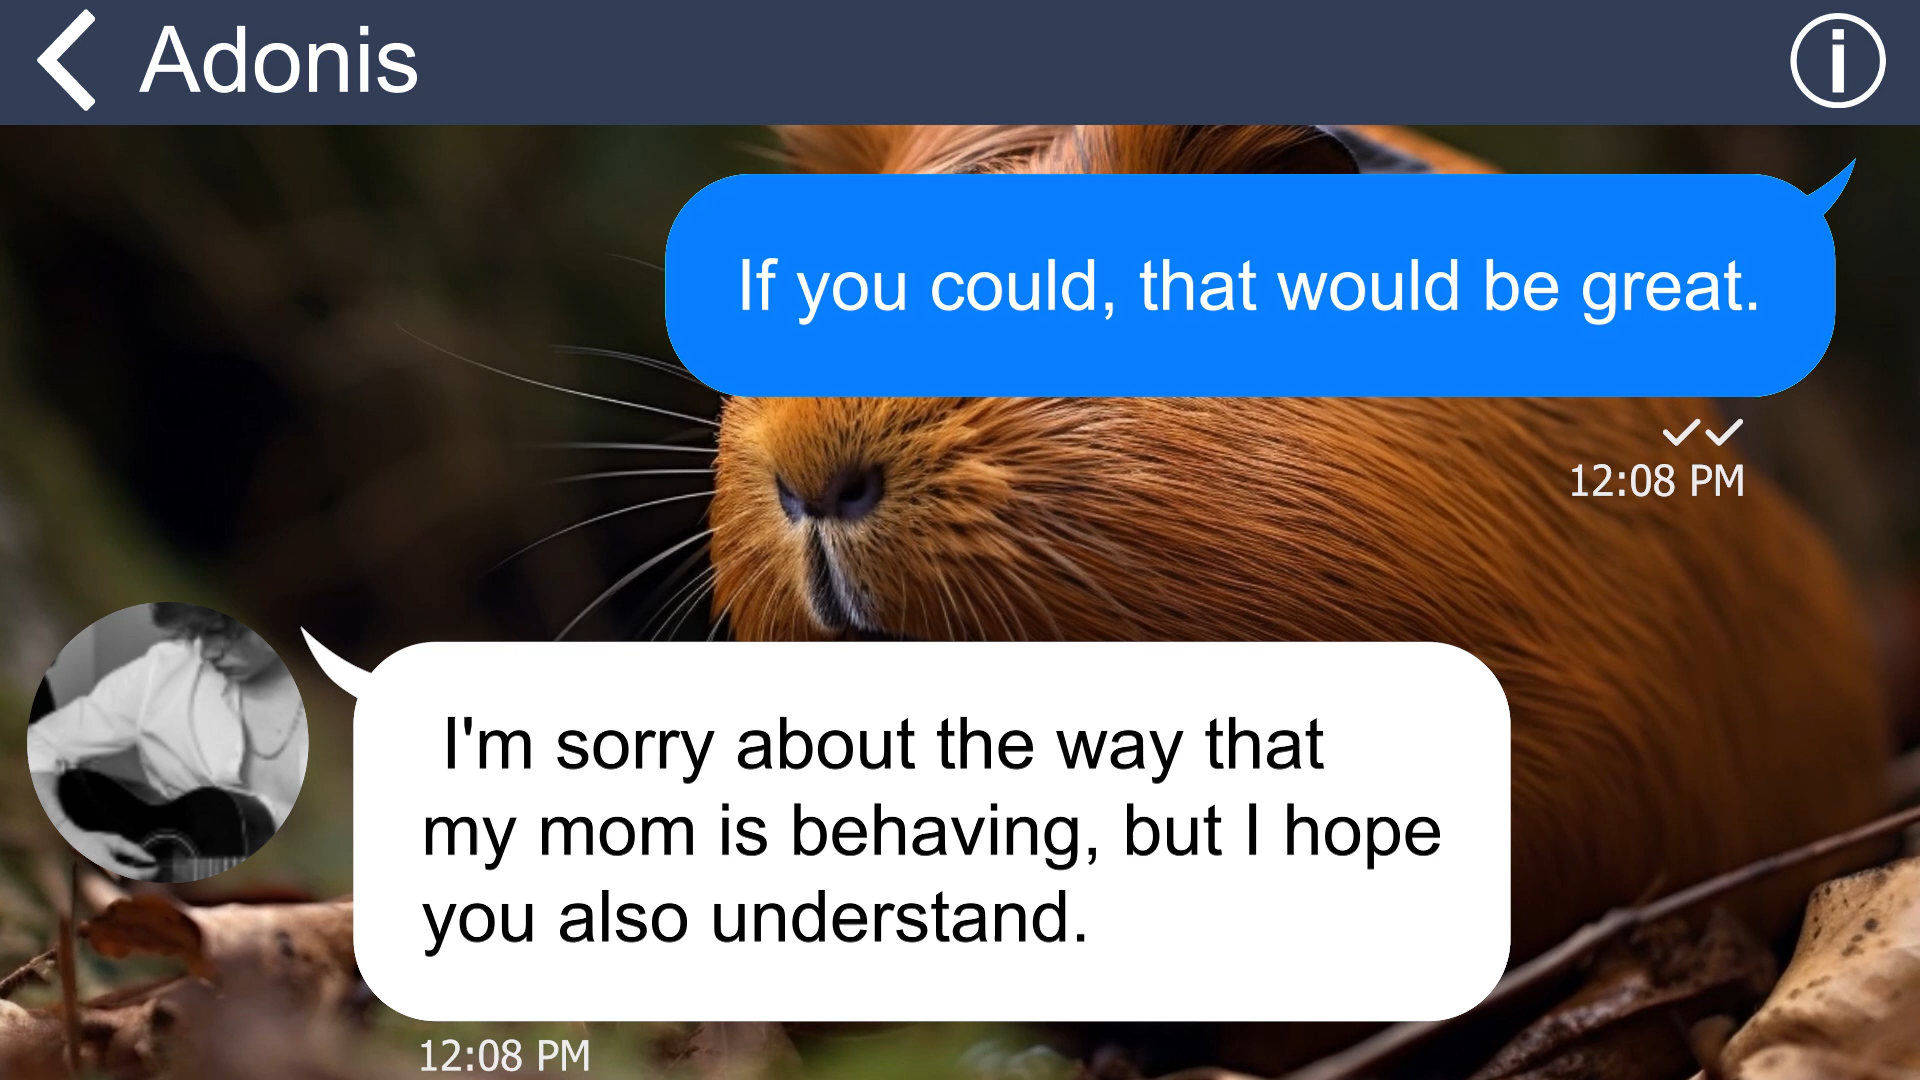 Adonis
If you could, that would be great.
12:08 PM
I'm sorry about the way that
my mom is behaving, but I hope
you also understand.
12:08 PM